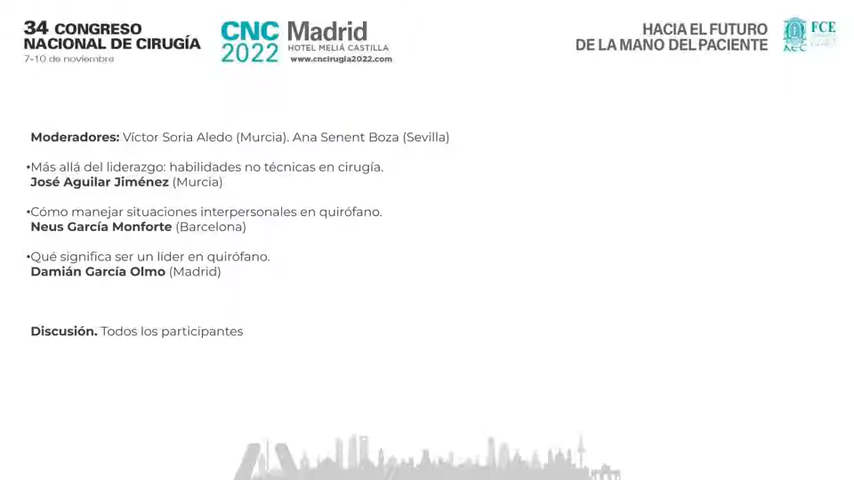 34 CONGRESO
NACIONAL DE CIRUGÍA
7-10 de noviembre
CNC
2022
Madrid
HOTEL MELIÁ CASTILLA
www.cncirugia2022.com
HACIA EL FUTURO
DE LA MANO DEL PACIENTE
AEC
FCE
Moderadores: Víctor Soria Aledo (Murcia). Ana Senent Boza (Sevilla)
•Más allá del liderazgo: habilidades no técnicas en cirugía.
José Aguilar Jiménez (Murcia)
•Cómo manejar situaciones interpersonales en quirófano.
Neus García Monforte (Barcelona)
•Qué significa ser un líder en quirófano.
Damián García Olmo (Madrid)
Discusión. Todos los participantes